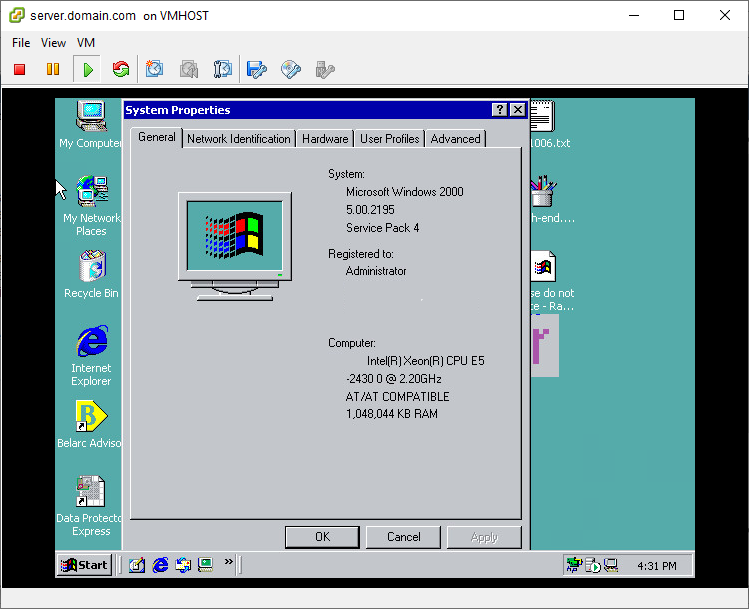 server.domain.com on VMHOST
File View VM
System Properties
General Network Identification Hardware User Profiles Advanced
System:
Microsoft Windows 2000
5.00.2195
Service Pack 4
Registered to:
Administrator
Computer:
Intel(R) Xeon(R) CPU E5
-2430 0 @ 2.20GHz
AT/AT COMPATIBLE
1,048,044 KB RAM
OK Cancel Apply
My Computer
My Network
Places
Recycle Bin
Internet
Explorer
Belarc Adviso
Data Protecto
Express
1006.txt
h-end....
se do not
ce - Ra...
r
Start
»
4:31 PM